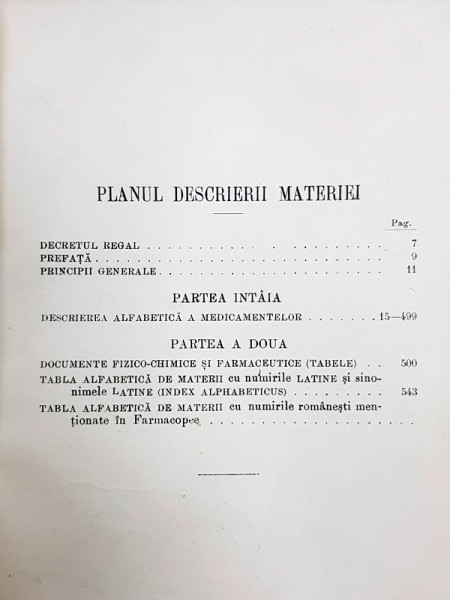 PLANUL DESCRIERII MATERIEI
Pag.
DECRETUL REGAL . . . . . . . . . . . . . . . . . . . . 7
PREFAȚĂ . . . . . . . . . . . . . . . . . . . . . . . . 9
PRINCIPII GENERALE . . . . . . . . . . . . . . . . . . . 11
PARTEA INTÂIA
DESCRIEREA ALFABETICĂ A MEDICAMENTELOR . . . . . . . 15—499
PARTEA A DOUA
DOCUMENTE FIZICO-CHIMICE ȘI FARMACEUTICE (TABELE) . . 500
TABLA ALFABETICĂ DE MATERII cu numirile LATINE și sino-
nimele LATINE (INDEX ALPHABETICUS) . . . . . . . . . 543
TABLA ALFABETICĂ DE MATERII cu numirile românești men-
ționate în Farmacopee . . . . . . . . . . . . . . . . . .